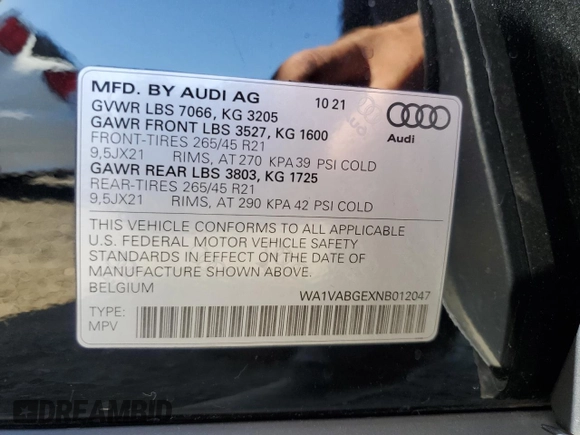 MFD. BY AUDI AG 10 21
GVWR LBS 7066, KG 3205
GAWR FRONT LBS 3527, KG 1600
FRONT-TIRES 265/45 R21
9,5JX21 RIMS, AT 270 KPA 39 PSI COLD
GAWR REAR LBS 3803, KG 1725
REAR-TIRES 265/45 R21
9,5JX21 RIMS, AT 290 KPA 42 PSI COLD
Audi
THIS VEHICLE CONFORMS TO ALL APPLICABLE
U.S. FEDERAL MOTOR VEHICLE SAFETY
STANDARDS IN EFFECT ON THE DATE OF
MANUFACTURE SHOWN ABOVE.
BELGIUM WA1VABGEXNB012047
TYPE:
MPV
DREAMBID